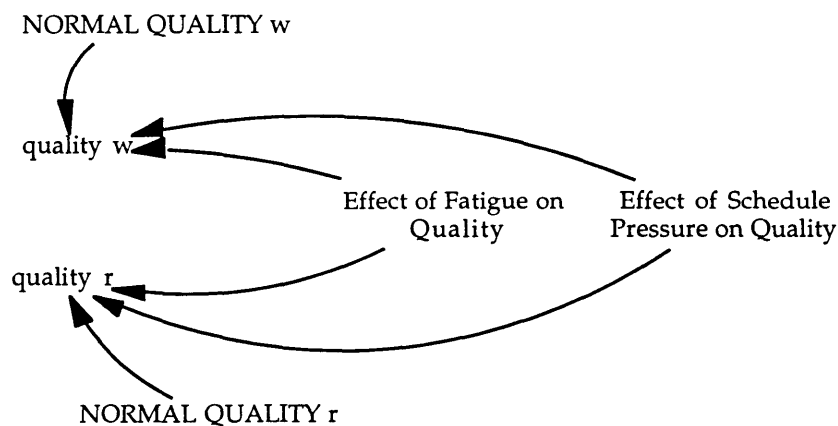 NORMAL QUALITY w
quality w
Effect of Fatigue on
Quality
Effect of Schedule
Pressure on Quality
quality r
NORMAL QUALITY r